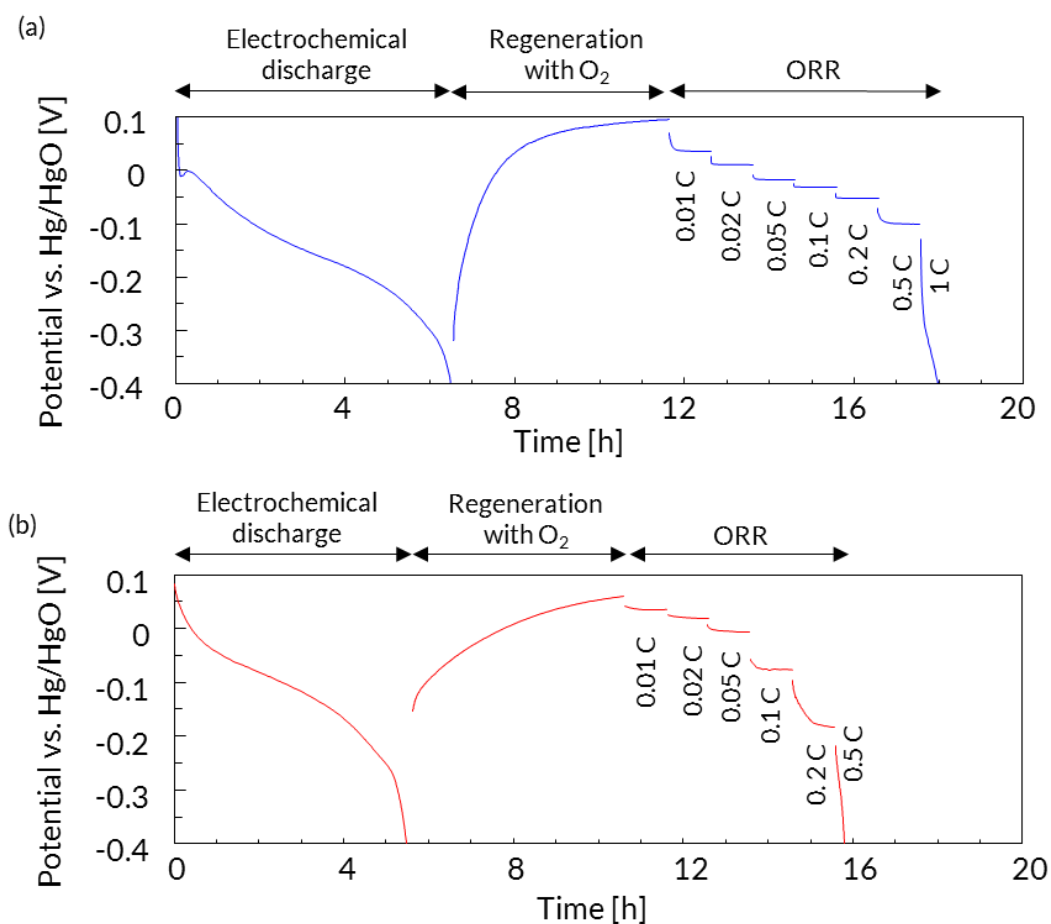 (a)
Electrochemical
discharge
Regeneration
with O₂
ORR
Potential vs. Hg/HgO [V]
0.1
0
-0.1
-0.2
-0.3
-0.4
0.01 C
0.02 C
0.05 C
0.1 C
0.2 C
0.5 C
1 C
0
4
8
12
16
20
Time [h]
(b)
Electrochemical
discharge
Regeneration
with O₂
ORR
Potential vs. Hg/HgO [V]
0.1
0
-0.1
-0.2
-0.3
-0.4
0.01 C
0.02 C
0.05 C
0.1 C
0.2 C
0.5 C
0
4
8
12
16
20
Time [h]